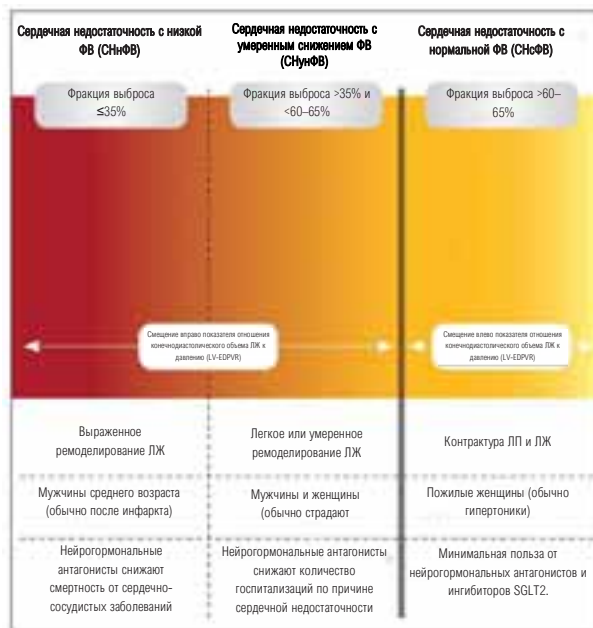 Сердечная недостаточность с низкой
ФВ (СНнФВ)
Сердечная недостаточность с
умеренным снижением ФВ
(СНунФВ)
Сердечная недостаточность с
нормальной ФВ (СНсФВ)
Фракция выброса
≤35%
Фракция выброса >35% и
<60–65%
Фракция выброса >60–
65%
Смещение вправо показателя отношения
конечнодиастолического объема ЛЖ к
давлению (LV-EDPVR)
Смещение влево показателя отношения
конечнодиастолического объема ЛЖ к
давлению (LV-EDPVR)
Выраженное
ремоделирование ЛЖ
Легкое или умеренное
ремоделирование ЛЖ
Контрактура ЛП и ЛЖ
Мужчины среднего возраста
(обычно после инфаркта)
Мужчины и женщины
(обычно страдают
Пожилые женщины (обычно
гипертоники)
Нейрогормональные
антагонисты снижают
смертность от сердечно-
сосудистых заболеваний
Нейрогормональные антагонисты
снижают количество
госпитализаций по причине
сердечной недостаточности
Минимальная польза от
нейрогормональных антагонистов и
ингибиторов SGLT2.